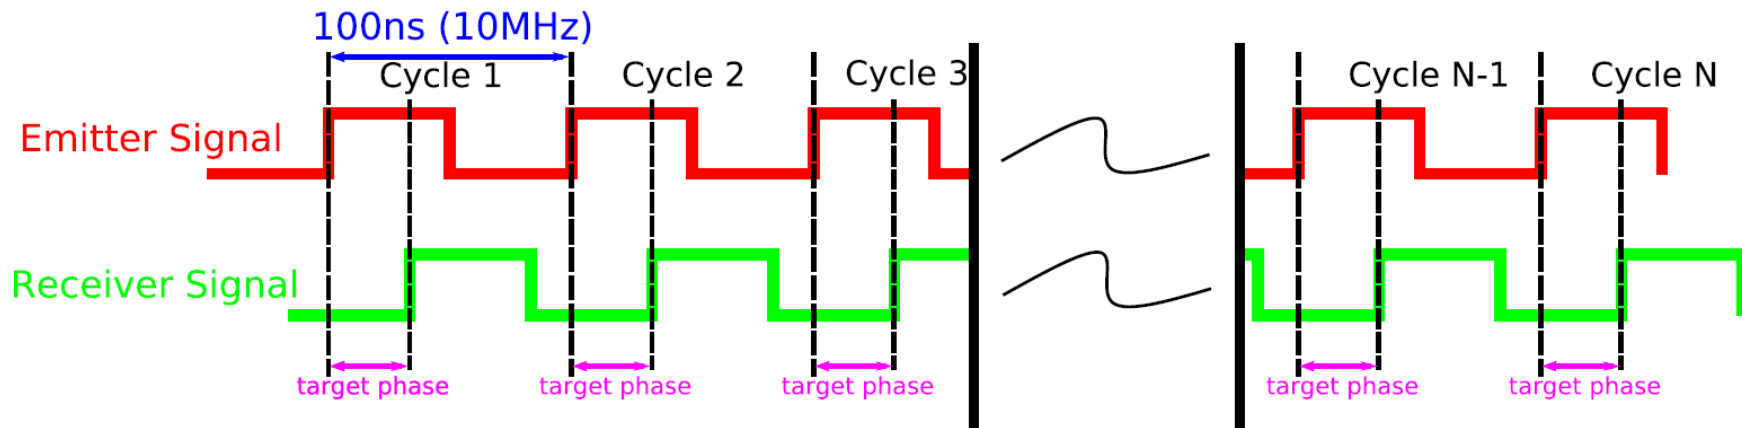 100ns (10MHz)
Cycle 1
Cycle 2
Cycle 3
Cycle N-1
Cycle N
Emitter Signal
Receiver Signal
target phase
target phase
target phase
target phase
target phase